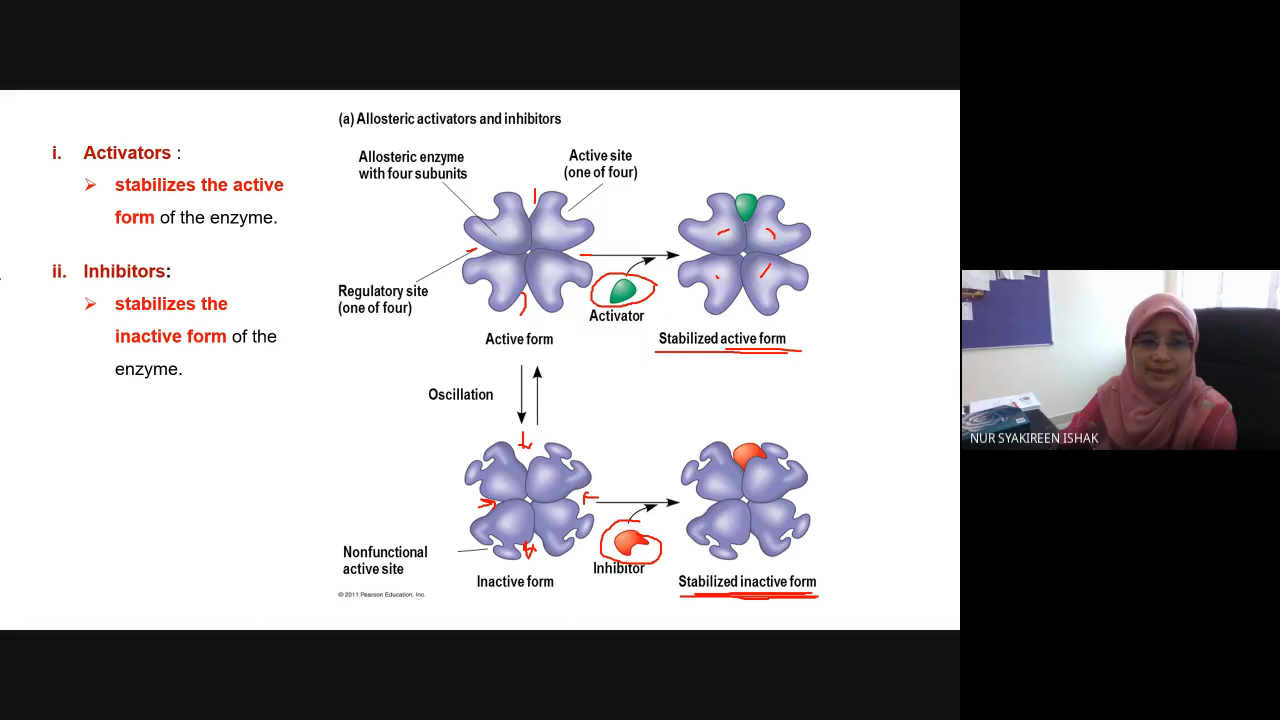 i. Activators :
➢ stabilizes the active
form of the enzyme.
ii. Inhibitors:
➢ stabilizes the
inactive form of the
enzyme.
(a) Allosteric activators and inhibitors
Allosteric enzyme
with four subunits
Active site
(one of four)
Regulatory site
(one of four)
Activator
Active form
Stabilized active form
Oscillation
Nonfunctional
active site
Inhibitor
Inactive form
Stabilized inactive form
© 2011 Pearson Education, Inc.
NUR SYAKIREEN ISHAK